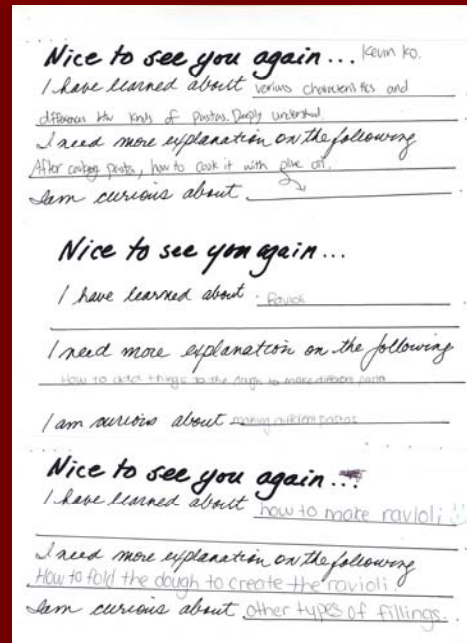 Nice to see you again... Kevin Ko.
I have learned about various characteristics and
differences btw kinds of pastas. Deeply understand.
I need more explanation on the following
After cooking pasta, how to cook it with olive oil.
I am curious about
Nice to see you again...
I have learned about Ravioli
I need more explanation on the following
How to add things to the dough to make different pasta
I am curious about making different pastas
Nice to see you again...
I have learned about how to make ravioli
I need more explanation on the following
How to fold the dough to create the ravioli.
I am curious about other types of fillings.